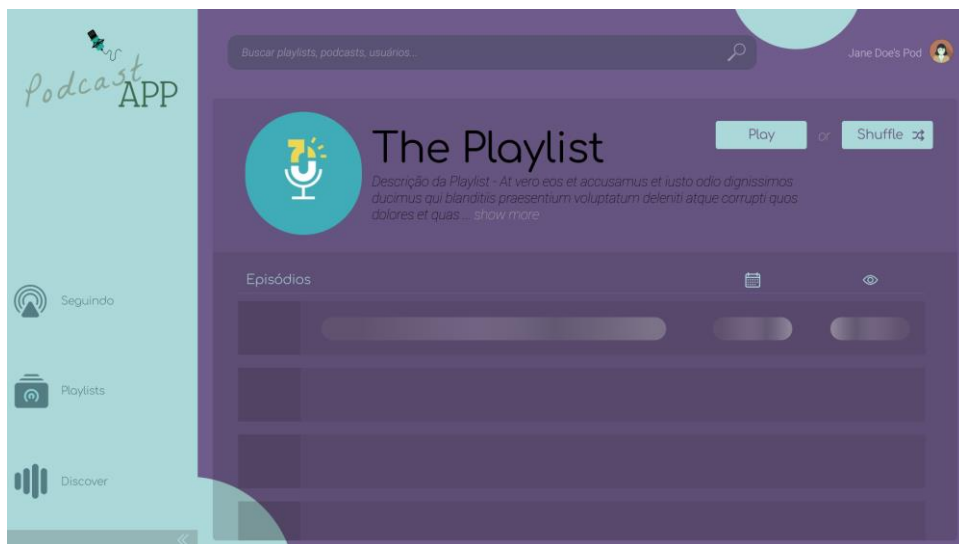 Podcast
APP
Buscar playlists, podcasts, usuários...
Jane Doe's Pod
The Playlist
Play or Shuffle
Descrição da Playlist - At vero eos et accusamus et iusto odio dignissimos
ducimus qui blanditiis praesentium voluptatum deleniti atque corrupti quos
dolores et quas ... show more
Episódios
Seguindo
Playlists
Discover